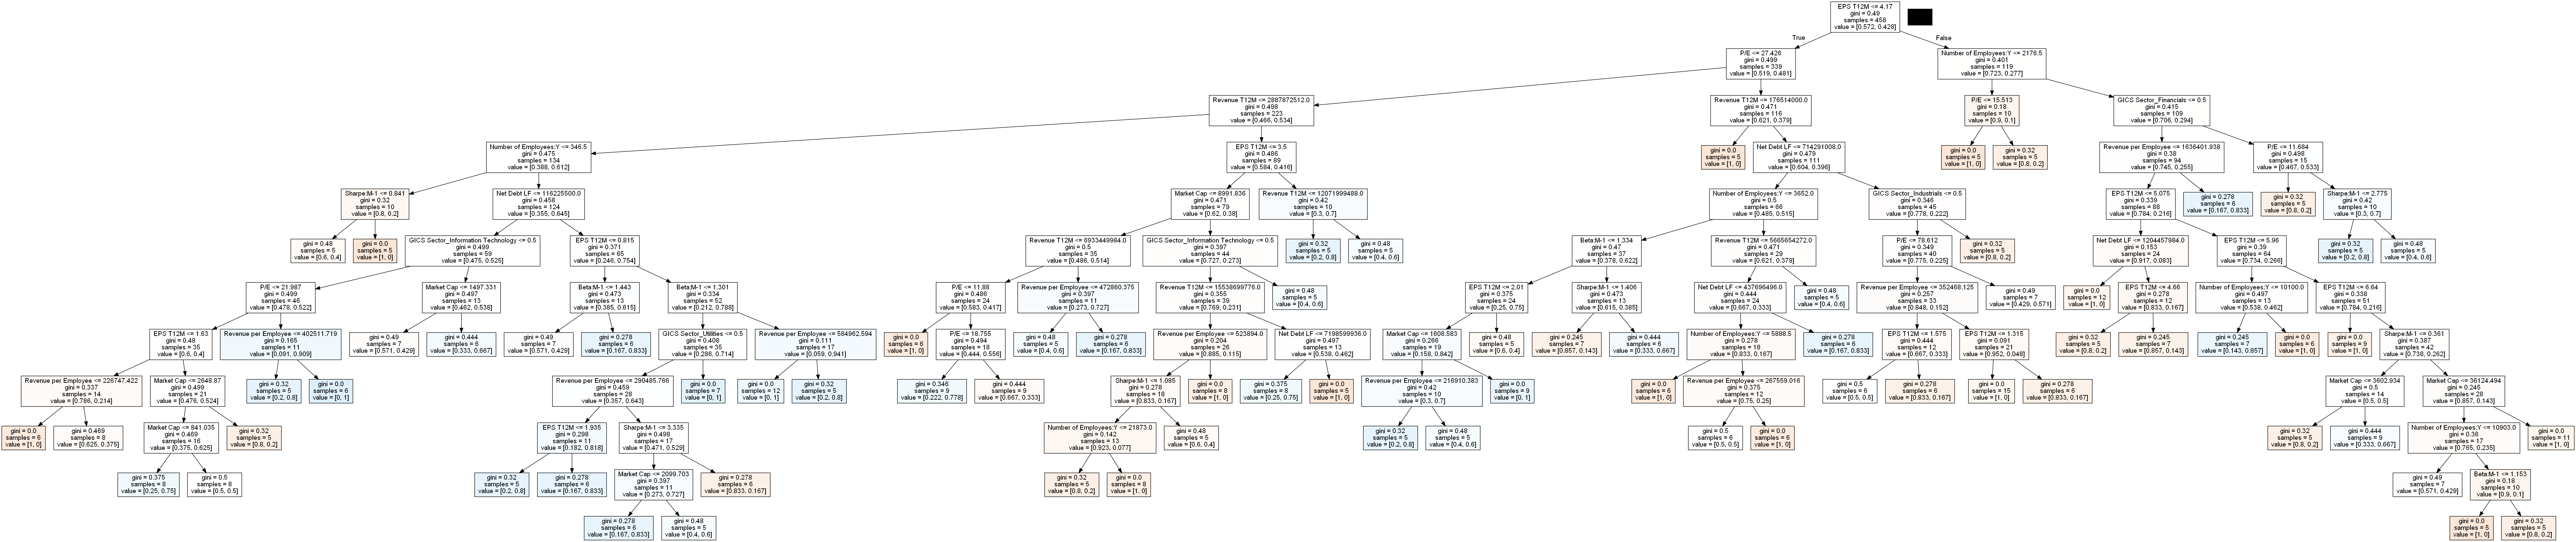 EPS T12M <= 4.17
gini = 0.49
samples = 458
value = [0.572, 0.428]
True
False
P/E <= 27.426
gini = 0.499
samples = 339
value = [0.519, 0.481]
Number of Employees:Y <= 2176.5
gini = 0.401
samples = 119
value = [0.723, 0.277]
Revenue T12M <= 2887872512.0
gini = 0.498
samples = 223
value = [0.466, 0.534]
Revenue T12M <= 176514000.0
gini = 0.471
samples = 116
value = [0.621, 0.379]
P/E <= 15.513
gini = 0.18
samples = 10
value = [0.9, 0.1]
GICS Sector_Financials <= 0.5
gini = 0.415
samples = 109
value = [0.706, 0.294]
Number of Employees:Y <= 346.5
gini = 0.475
samples = 134
value = [0.388, 0.612]
EPS T12M <= 3.5
gini = 0.486
samples = 89
value = [0.584, 0.416]
gini = 0.0
samples = 5
value = [1, 0]
Net Debt LF <= 714291008.0
gini = 0.479
samples = 111
value = [0.604, 0.396]
gini = 0.0
samples = 5
value = [1, 0]
gini = 0.32
samples = 5
value = [0.8, 0.2]
Revenue per Employee <= 1636401.938
gini = 0.38
samples = 94
value = [0.745, 0.255]
P/E <= 11.684
gini = 0.498
samples = 15
value = [0.467, 0.533]
Sharpe:M-1 <= 0.841
gini = 0.32
samples = 10
value = [0.8, 0.2]
Net Debt LF <= 116225500.0
gini = 0.458
samples = 124
value = [0.355, 0.645]
Market Cap <= 8991.836
gini = 0.471
samples = 79
value = [0.62, 0.38]
Revenue T12M <= 12071999488.0
gini = 0.42
samples = 10
value = [0.3, 0.7]
Number of Employees:Y <= 3652.0
gini = 0.5
samples = 66
value = [0.485, 0.515]
GICS Sector_Industrials <= 0.5
gini = 0.346
samples = 45
value = [0.778, 0.222]
EPS T12M <= 5.075
gini = 0.339
samples = 88
value = [0.784, 0.216]
gini = 0.278
samples = 6
value = [0.167, 0.833]
gini = 0.32
samples = 5
value = [0.8, 0.2]
Sharpe:M-1 <= 2.775
gini = 0.42
samples = 10
value = [0.3, 0.7]
gini = 0.48
samples = 5
value = [0.6, 0.4]
gini = 0.0
samples = 5
value = [1, 0]
GICS Sector_Information Technology <= 0.5
gini = 0.499
samples = 59
value = [0.475, 0.525]
EPS T12M <= 0.815
gini = 0.371
samples = 65
value = [0.246, 0.754]
Revenue T12M <= 6933449984.0
gini = 0.5
samples = 35
value = [0.486, 0.514]
GICS Sector_Information Technology <= 0.5
gini = 0.397
samples = 44
value = [0.727, 0.273]
gini = 0.32
samples = 5
value = [0.2, 0.8]
gini = 0.48
samples = 5
value = [0.4, 0.6]
Beta:M-1 <= 1.334
gini = 0.47
samples = 37
value = [0.378, 0.622]
Revenue T12M <= 5665654272.0
gini = 0.471
samples = 29
value = [0.621, 0.379]
P/E <= 78.612
gini = 0.349
samples = 40
value = [0.775, 0.225]
gini = 0.32
samples = 5
value = [0.8, 0.2]
Net Debt LF <= 1204457984.0
gini = 0.153
samples = 24
value = [0.917, 0.083]
EPS T12M <= 5.96
gini = 0.39
samples = 64
value = [0.734, 0.266]
gini = 0.32
samples = 5
value = [0.2, 0.8]
gini = 0.48
samples = 5
value = [0.4, 0.6]
P/E <= 21.987
gini = 0.499
samples = 46
value = [0.478, 0.522]
Market Cap <= 1497.331
gini = 0.497
samples = 13
value = [0.462, 0.538]
Beta:M-1 <= 1.443
gini = 0.473
samples = 13
value = [0.385, 0.615]
Beta:M-1 <= 1.301
gini = 0.334
samples = 52
value = [0.212, 0.788]
P/E <= 11.88
gini = 0.486
samples = 24
value = [0.583, 0.417]
Revenue per Employee <= 472860.375
gini = 0.397
samples = 11
value = [0.273, 0.727]
Revenue T12M <= 15538699776.0
gini = 0.355
samples = 39
value = [0.769, 0.231]
gini = 0.48
samples = 5
value = [0.4, 0.6]
EPS T12M <= 2.01
gini = 0.375
samples = 24
value = [0.25, 0.75]
Sharpe:M-1 <= 1.406
gini = 0.473
samples = 13
value = [0.615, 0.385]
Net Debt LF <= 437696496.0
gini = 0.444
samples = 24
value = [0.667, 0.333]
gini = 0.48
samples = 5
value = [0.4, 0.6]
Revenue per Employee <= 352468.125
gini = 0.257
samples = 33
value = [0.848, 0.152]
gini = 0.49
samples = 7
value = [0.429, 0.571]
gini = 0.0
samples = 12
value = [1, 0]
EPS T12M <= 4.66
gini = 0.278
samples = 12
value = [0.833, 0.167]
Number of Employees:Y <= 10100.0
gini = 0.497
samples = 13
value = [0.538, 0.462]
EPS T12M <= 6.64
gini = 0.338
samples = 51
value = [0.784, 0.216]
EPS T12M <= 1.63
gini = 0.48
samples = 35
value = [0.6, 0.4]
Revenue per Employee <= 402511.719
gini = 0.165
samples = 11
value = [0.091, 0.909]
gini = 0.49
samples = 7
value = [0.571, 0.429]
gini = 0.444
samples = 6
value = [0.333, 0.667]
gini = 0.49
samples = 7
value = [0.571, 0.429]
gini = 0.278
samples = 6
value = [0.167, 0.833]
GICS Sector_Utilities <= 0.5
gini = 0.408
samples = 35
value = [0.286, 0.714]
Revenue per Employee <= 584962.594
gini = 0.111
samples = 17
value = [0.059, 0.941]
gini = 0.0
samples = 6
value = [1, 0]
P/E <= 18.755
gini = 0.494
samples = 18
value = [0.444, 0.556]
gini = 0.48
samples = 5
value = [0.4, 0.6]
gini = 0.278
samples = 6
value = [0.167, 0.833]
Revenue per Employee <= 523894.0
gini = 0.204
samples = 26
value = [0.885, 0.115]
Net Debt LF <= 7198599936.0
gini = 0.497
samples = 13
value = [0.538, 0.462]
Market Cap <= 1608.583
gini = 0.266
samples = 19
value = [0.158, 0.842]
gini = 0.48
samples = 5
value = [0.6, 0.4]
gini = 0.245
samples = 7
value = [0.857, 0.143]
gini = 0.444
samples = 6
value = [0.333, 0.667]
Number of Employees:Y <= 5888.5
gini = 0.278
samples = 18
value = [0.833, 0.167]
gini = 0.278
samples = 6
value = [0.167, 0.833]
EPS T12M <= 1.575
gini = 0.444
samples = 12
value = [0.667, 0.333]
EPS T12M <= 1.315
gini = 0.091
samples = 21
value = [0.952, 0.048]
gini = 0.32
samples = 5
value = [0.8, 0.2]
gini = 0.245
samples = 7
value = [0.857, 0.143]
gini = 0.245
samples = 7
value = [0.143, 0.857]
gini = 0.0
samples = 6
value = [1, 0]
gini = 0.0
samples = 9
value = [1, 0]
Sharpe:M-1 <= 0.361
gini = 0.387
samples = 42
value = [0.738, 0.262]
Revenue per Employee <= 226747.422
gini = 0.337
samples = 14
value = [0.786, 0.214]
Market Cap <= 2648.87
gini = 0.499
samples = 21
value = [0.476, 0.524]
gini = 0.32
samples = 5
value = [0.2, 0.8]
gini = 0.0
samples = 6
value = [0, 1]
Revenue per Employee <= 290485.766
gini = 0.459
samples = 28
value = [0.357, 0.643]
gini = 0.0
samples = 7
value = [0, 1]
gini = 0.0
samples = 12
value = [0, 1]
gini = 0.32
samples = 5
value = [0.2, 0.8]
gini = 0.346
samples = 9
value = [0.222, 0.778]
gini = 0.444
samples = 9
value = [0.667, 0.333]
Sharpe:M-1 <= 1.085
gini = 0.278
samples = 18
value = [0.833, 0.167]
gini = 0.0
samples = 8
value = [1, 0]
gini = 0.375
samples = 8
value = [0.25, 0.75]
gini = 0.0
samples = 5
value = [1, 0]
Revenue per Employee <= 216910.383
gini = 0.42
samples = 10
value = [0.3, 0.7]
gini = 0.0
samples = 9
value = [0, 1]
gini = 0.0
samples = 6
value = [1, 0]
Revenue per Employee <= 267559.016
gini = 0.375
samples = 12
value = [0.75, 0.25]
gini = 0.5
samples = 6
value = [0.5, 0.5]
gini = 0.278
samples = 6
value = [0.833, 0.167]
gini = 0.0
samples = 15
value = [1, 0]
gini = 0.278
samples = 6
value = [0.833, 0.167]
Market Cap <= 3602.934
gini = 0.5
samples = 14
value = [0.5, 0.5]
Market Cap <= 36124.494
gini = 0.245
samples = 28
value = [0.857, 0.143]
gini = 0.0
samples = 6
value = [1, 0]
gini = 0.469
samples = 8
value = [0.625, 0.375]
Market Cap <= 841.035
gini = 0.469
samples = 16
value = [0.375, 0.625]
gini = 0.32
samples = 5
value = [0.8, 0.2]
EPS T12M <= 1.935
gini = 0.298
samples = 11
value = [0.182, 0.818]
Sharpe:M-1 <= 3.335
gini = 0.498
samples = 17
value = [0.471, 0.529]
Number of Employees:Y <= 21873.0
gini = 0.142
samples = 13
value = [0.923, 0.077]
gini = 0.48
samples = 5
value = [0.6, 0.4]
gini = 0.32
samples = 5
value = [0.2, 0.8]
gini = 0.48
samples = 5
value = [0.4, 0.6]
gini = 0.5
samples = 6
value = [0.5, 0.5]
gini = 0.0
samples = 6
value = [1, 0]
gini = 0.32
samples = 5
value = [0.8, 0.2]
gini = 0.444
samples = 9
value = [0.333, 0.667]
Number of Employees:Y <= 10903.0
gini = 0.36
samples = 17
value = [0.765, 0.235]
gini = 0.0
samples = 11
value = [1, 0]
gini = 0.375
samples = 8
value = [0.25, 0.75]
gini = 0.5
samples = 8
value = [0.5, 0.5]
gini = 0.32
samples = 5
value = [0.2, 0.8]
gini = 0.278
samples = 6
value = [0.167, 0.833]
Market Cap <= 2099.703
gini = 0.397
samples = 11
value = [0.273, 0.727]
gini = 0.278
samples = 6
value = [0.833, 0.167]
gini = 0.32
samples = 5
value = [0.8, 0.2]
gini = 0.0
samples = 8
value = [1, 0]
gini = 0.49
samples = 7
value = [0.571, 0.429]
Beta:M-1 <= 1.153
gini = 0.18
samples = 10
value = [0.9, 0.1]
gini = 0.278
samples = 6
value = [0.167, 0.833]
gini = 0.48
samples = 5
value = [0.4, 0.6]
gini = 0.0
samples = 5
value = [1, 0]
gini = 0.32
samples = 5
value = [0.8, 0.2]